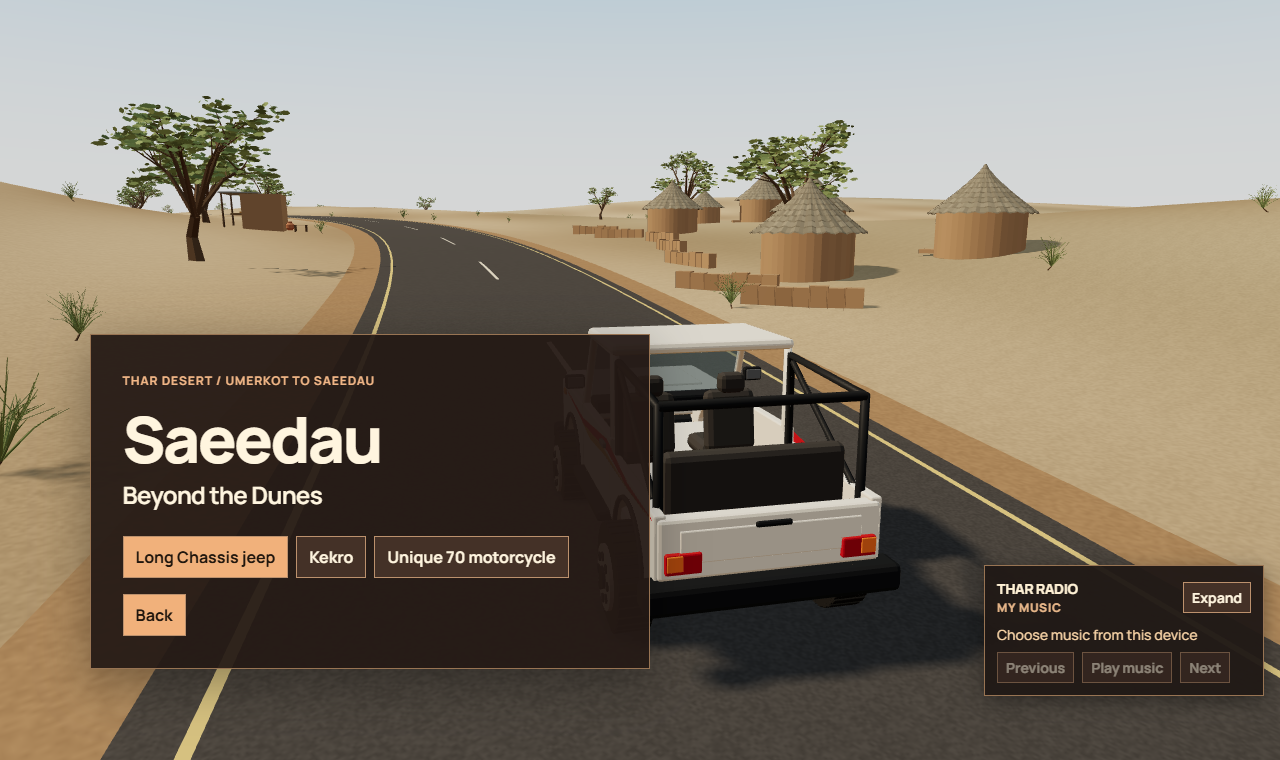 THAR DESERT / UMERKOT TO SAEEDAU
Saeedau
Beyond the Dunes
Long Chassis jeep Kekro Unique 70 motorcycle
Back
THAR RADIO
MY MUSIC
Expand
Choose music from this device
Previous Play music Next